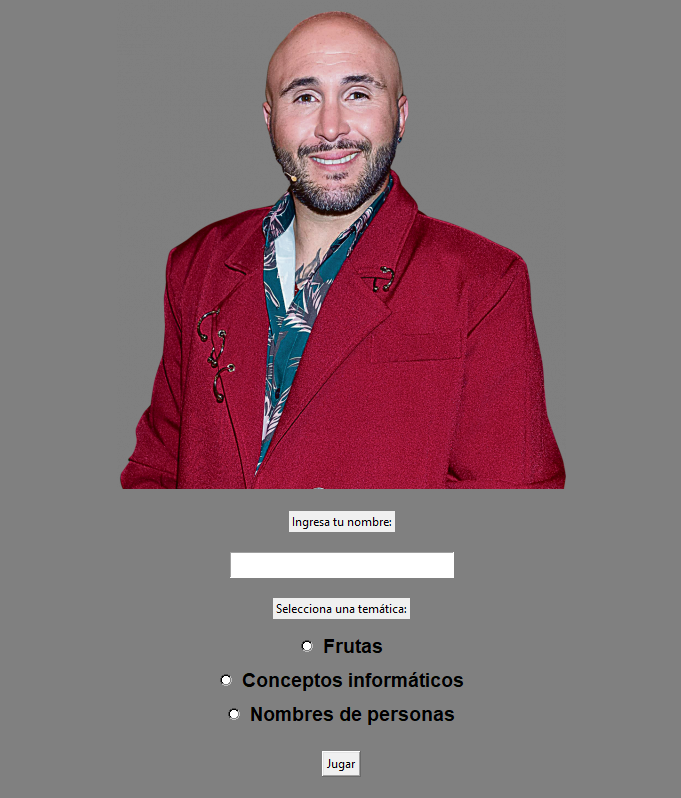 Ingresa tu nombre:
Selecciona una temática:
Frutas
Conceptos informáticos
Nombres de personas
Jugar